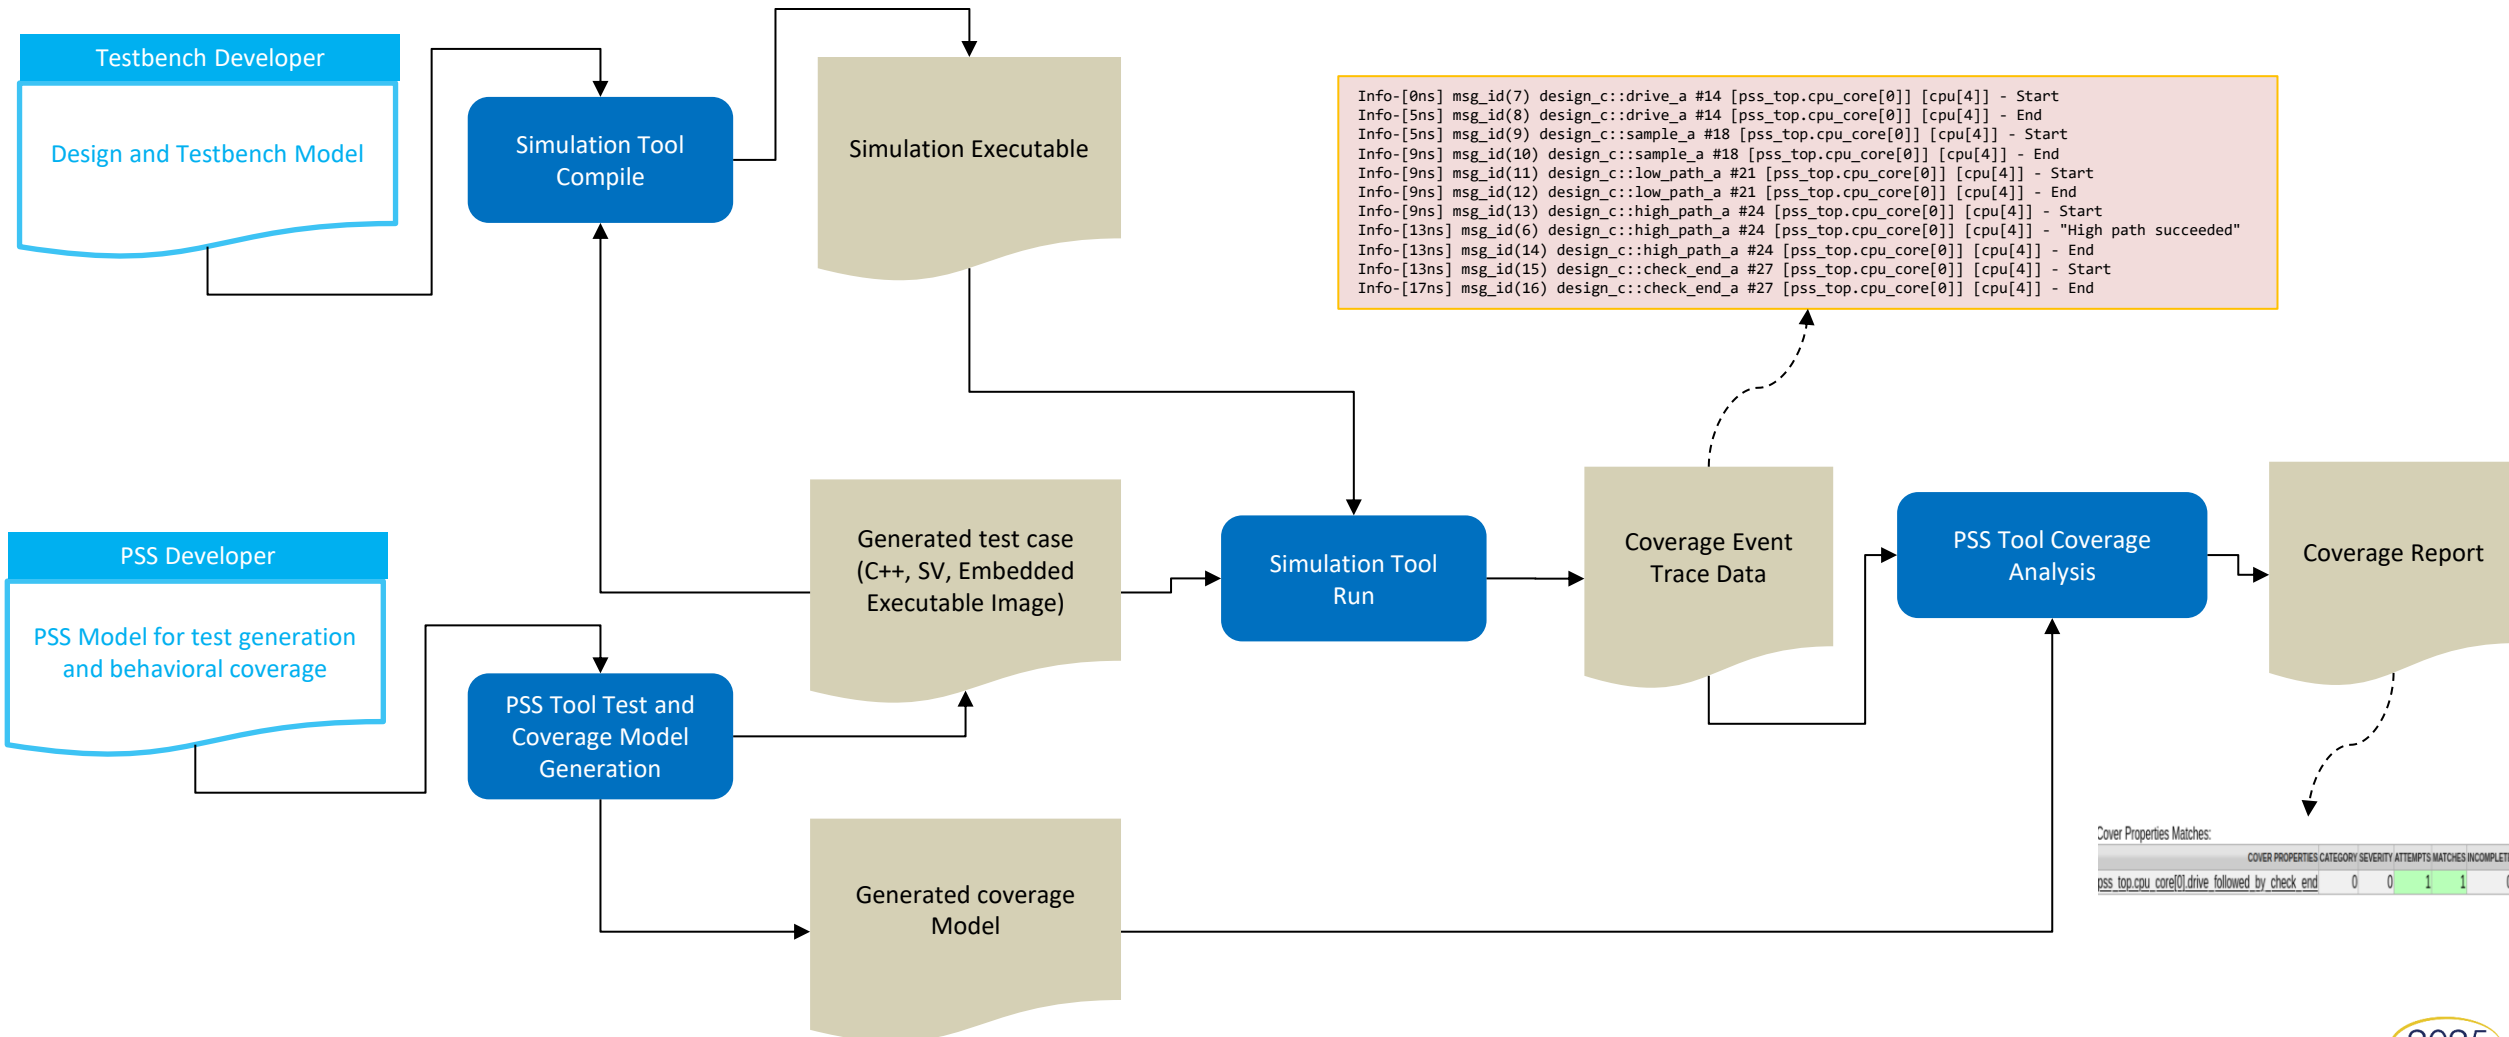 Testbench Developer
Design and Testbench Model
Simulation Tool
Compile
Simulation Executable
Info-[0ns] msg_id(7) design_c::drive_a #14 [pss_top.cpu_core[0]] [cpu[4]] - Start
Info-[5ns] msg_id(8) design_c::drive_a #14 [pss_top.cpu_core[0]] [cpu[4]] - End
Info-[5ns] msg_id(9) design_c::sample_a #18 [pss_top.cpu_core[0]] [cpu[4]] - Start
Info-[9ns] msg_id(10) design_c::sample_a #18 [pss_top.cpu_core[0]] [cpu[4]] - End
Info-[9ns] msg_id(11) design_c::low_path_a #21 [pss_top.cpu_core[0]] [cpu[4]] - Start
Info-[9ns] msg_id(12) design_c::low_path_a #21 [pss_top.cpu_core[0]] [cpu[4]] - End
Info-[9ns] msg_id(13) design_c::high_path_a #24 [pss_top.cpu_core[0]] [cpu[4]] - Start
Info-[13ns] msg_id(6) design_c::high_path_a #24 [pss_top.cpu_core[0]] [cpu[4]] - "High path succeeded"
Info-[13ns] msg_id(14) design_c::high_path_a #24 [pss_top.cpu_core[0]] [cpu[4]] - End
Info-[13ns] msg_id(15) design_c::check_end_a #27 [pss_top.cpu_core[0]] [cpu[4]] - Start
Info-[17ns] msg_id(16) design_c::check_end_a #27 [pss_top.cpu_core[0]] [cpu[4]] - End
PSS Developer
PSS Model for test generation
and behavioral coverage
PSS Tool Test and
Coverage Model
Generation
Generated test case
(C++, SV, Embedded
Executable Image)
Simulation Tool
Run
Coverage Event
Trace Data
PSS Tool Coverage
Analysis
Coverage Report
Generated coverage
Model
Cover Properties Matches:
COVER PROPERTIES CATEGORY SEVERITY ATTEMPTS MATCHES INCOMPLETE
pss_top.cpu_core[0].drive_followed_by_check_end 0 0 1 1 0
2025